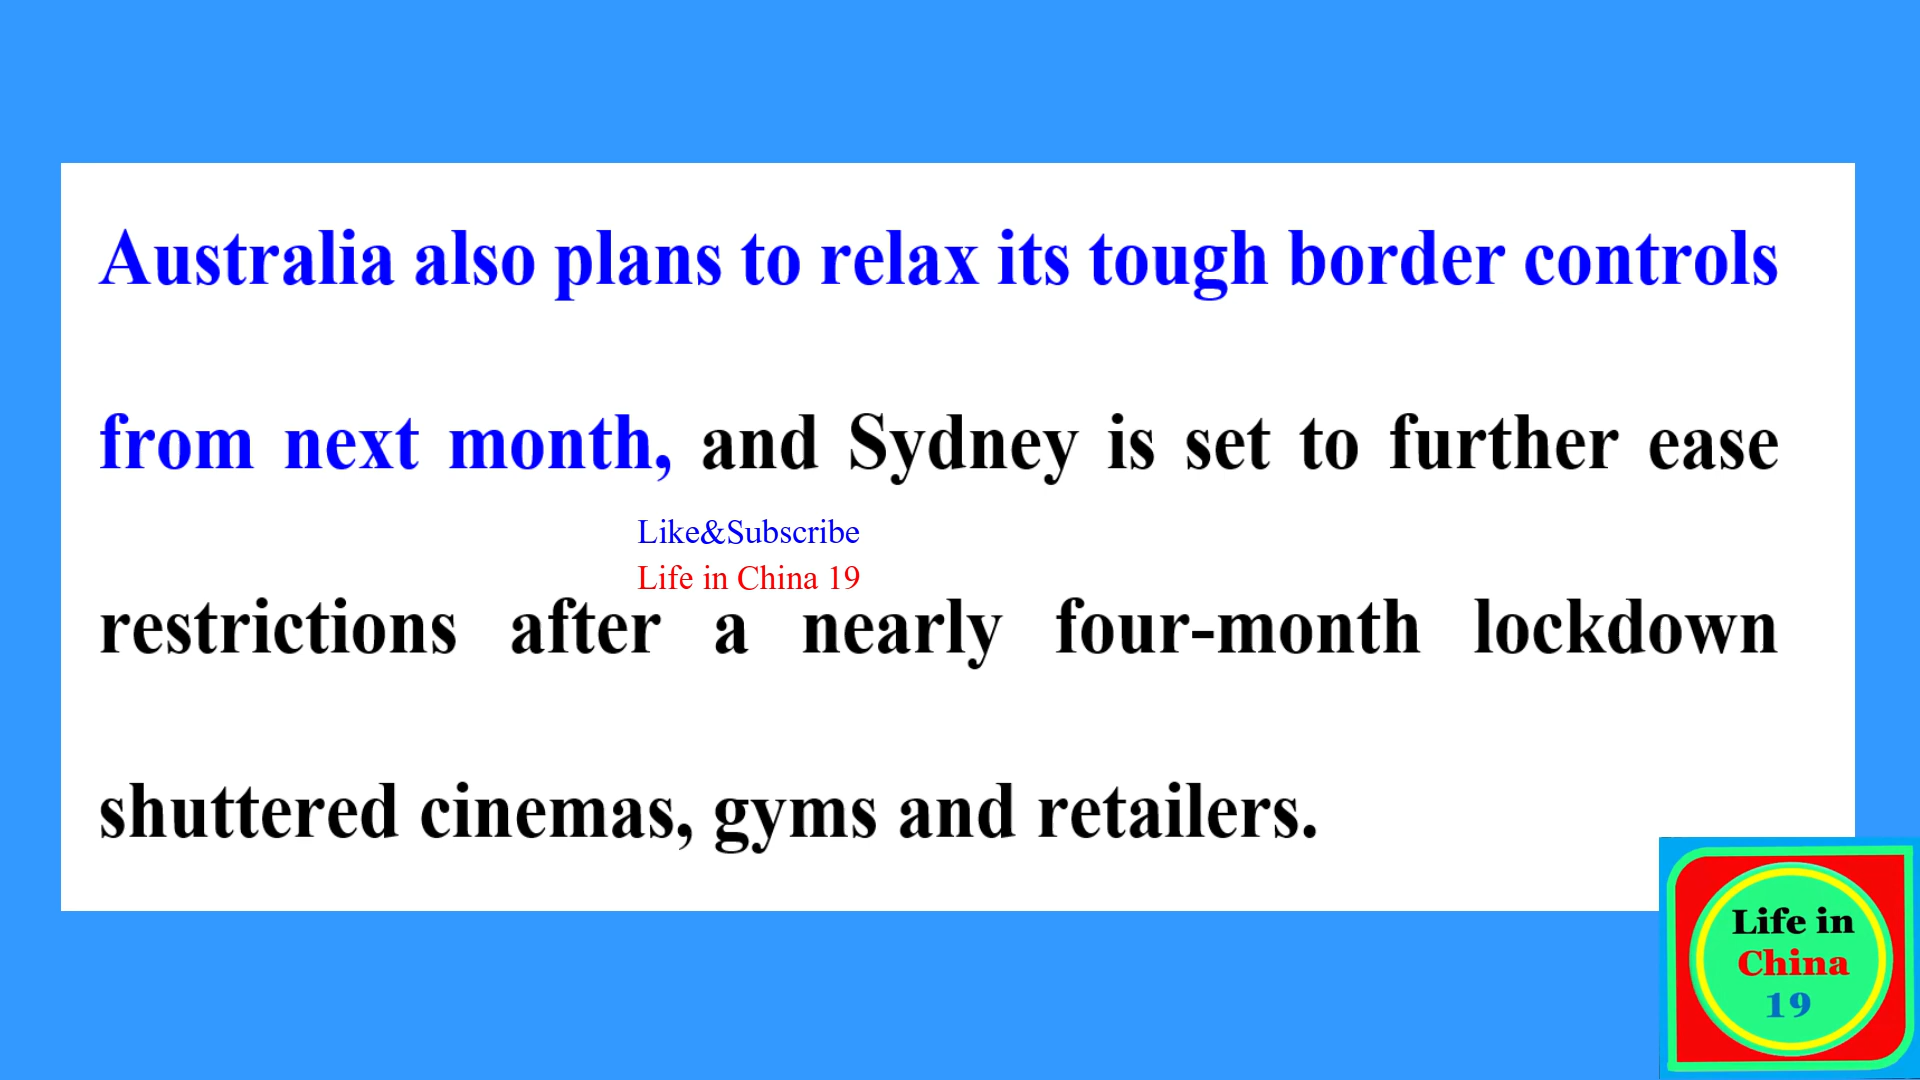 Australia also plans to relax its tough border controls
from next month, and Sydney is set to further ease
Like&Subscribe
Life in China 19
restrictions after a nearly four-month lockdown
shuttered cinemas, gyms and retailers.
Life in
China
19